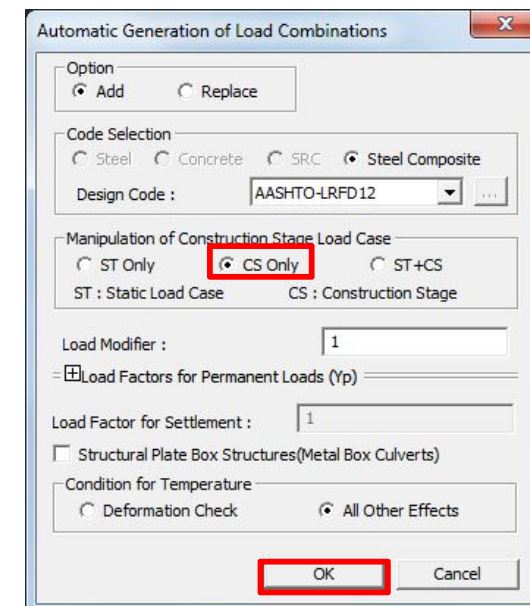 Automatic Generation of Load Combinations
Option
Add Replace
Code Selection
Steel Concrete SRC Steel Composite
Design Code : AASHTO-LRFD12 ...
Manipulation of Construction Stage Load Case
ST Only CS Only ST+CS
ST : Static Load Case CS : Construction Stage
Load Modifier : 1
Load Factors for Permanent Loads (Yp)
Load Factor for Settlement : 1
Structural Plate Box Structures(Metal Box Culverts)
Condition for Temperature
Deformation Check All Other Effects
OK Cancel